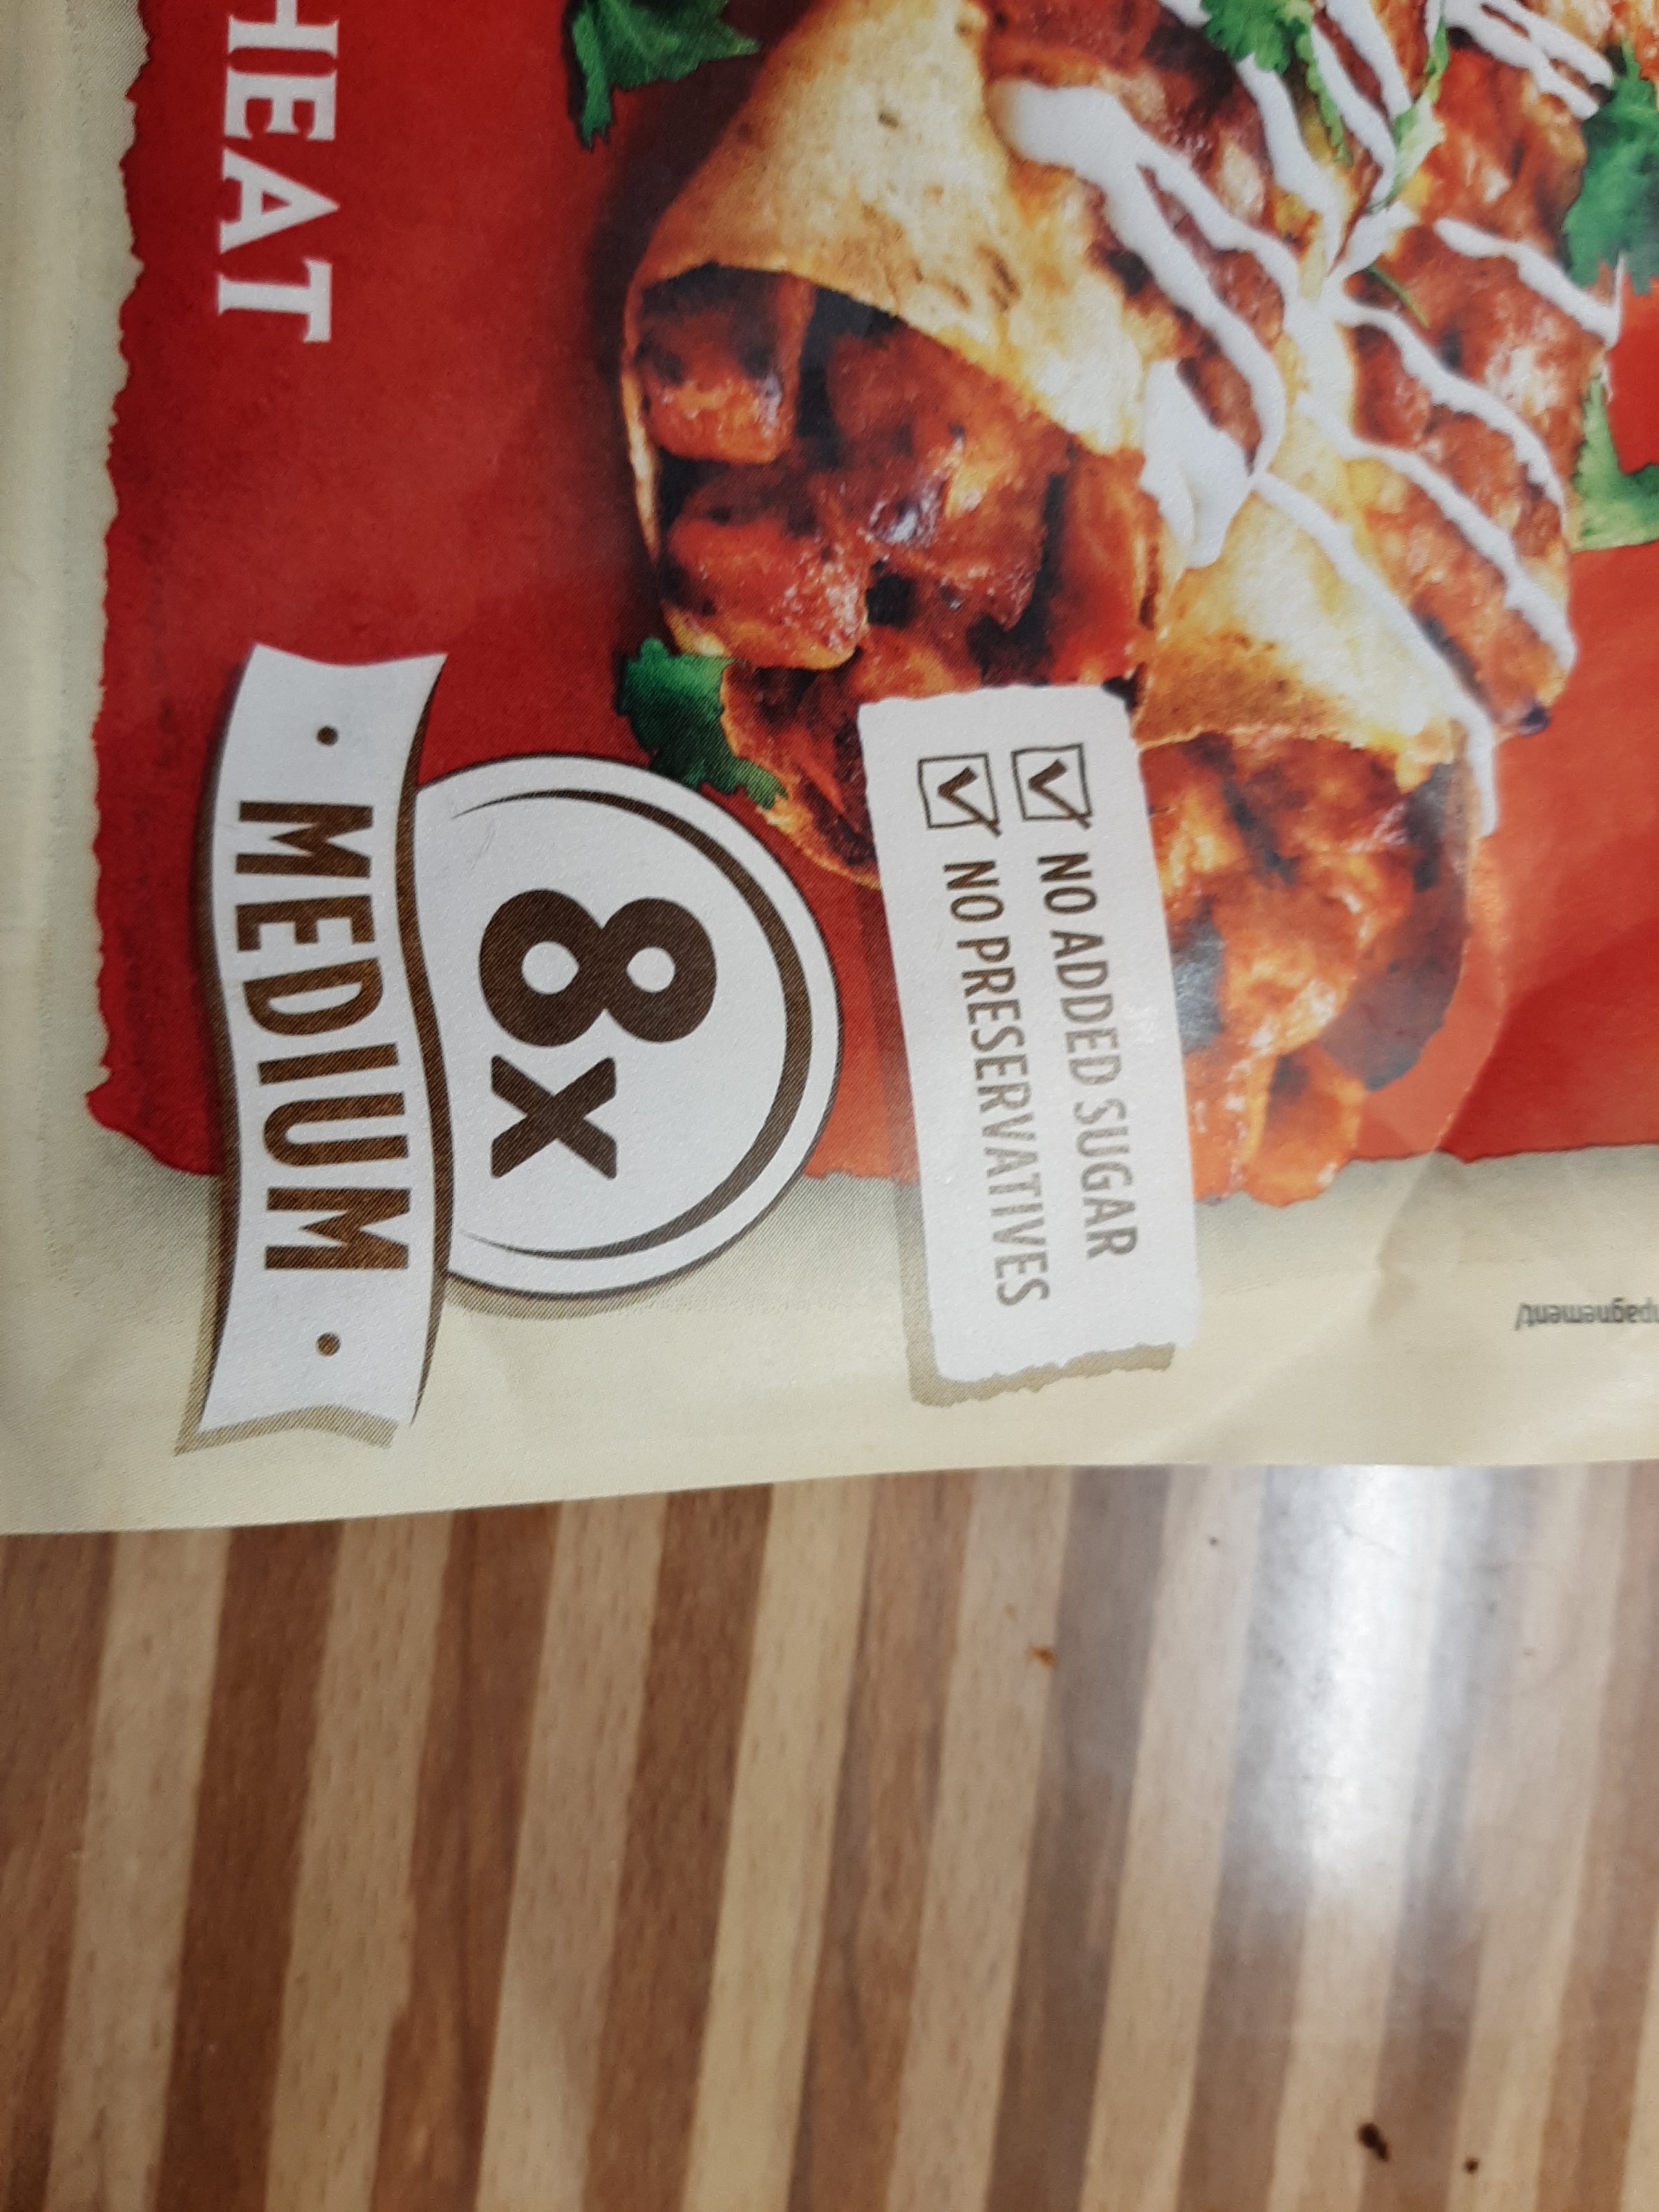 HEAT
☑ NO ADDED SUGAR
☑ NO PRESERVATIVES
8x
• MEDIUM •